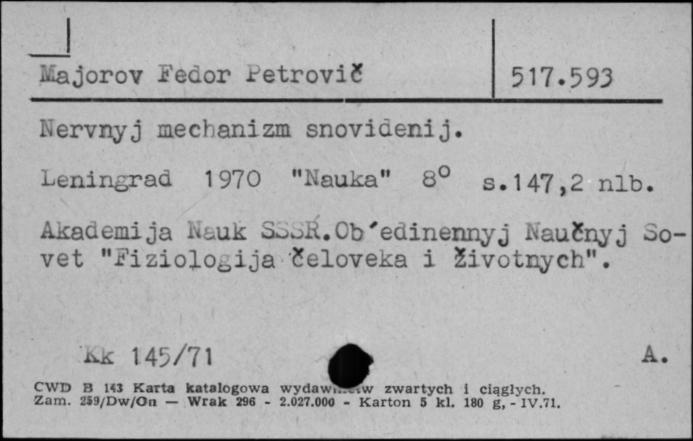 Majorov Fedor Petrovič 517.593
Nervnyj mechanizm snovidenij.
Leningrad 1970 "Nauka" 8° s.147,2 nlb.
Akademija Nauk SSSR.Ob'edinennyj Naučnyj So-
vet "Fiziologija čeloveka i životnych".
Kk 145/71 A.
CWD B 143 Karta katalogowa zwartych i ciągłych.
Zam. 259/Dw/On — Wrak 296 - 2.027.000 - Karton 5 kl. 180 g, - IV.71.